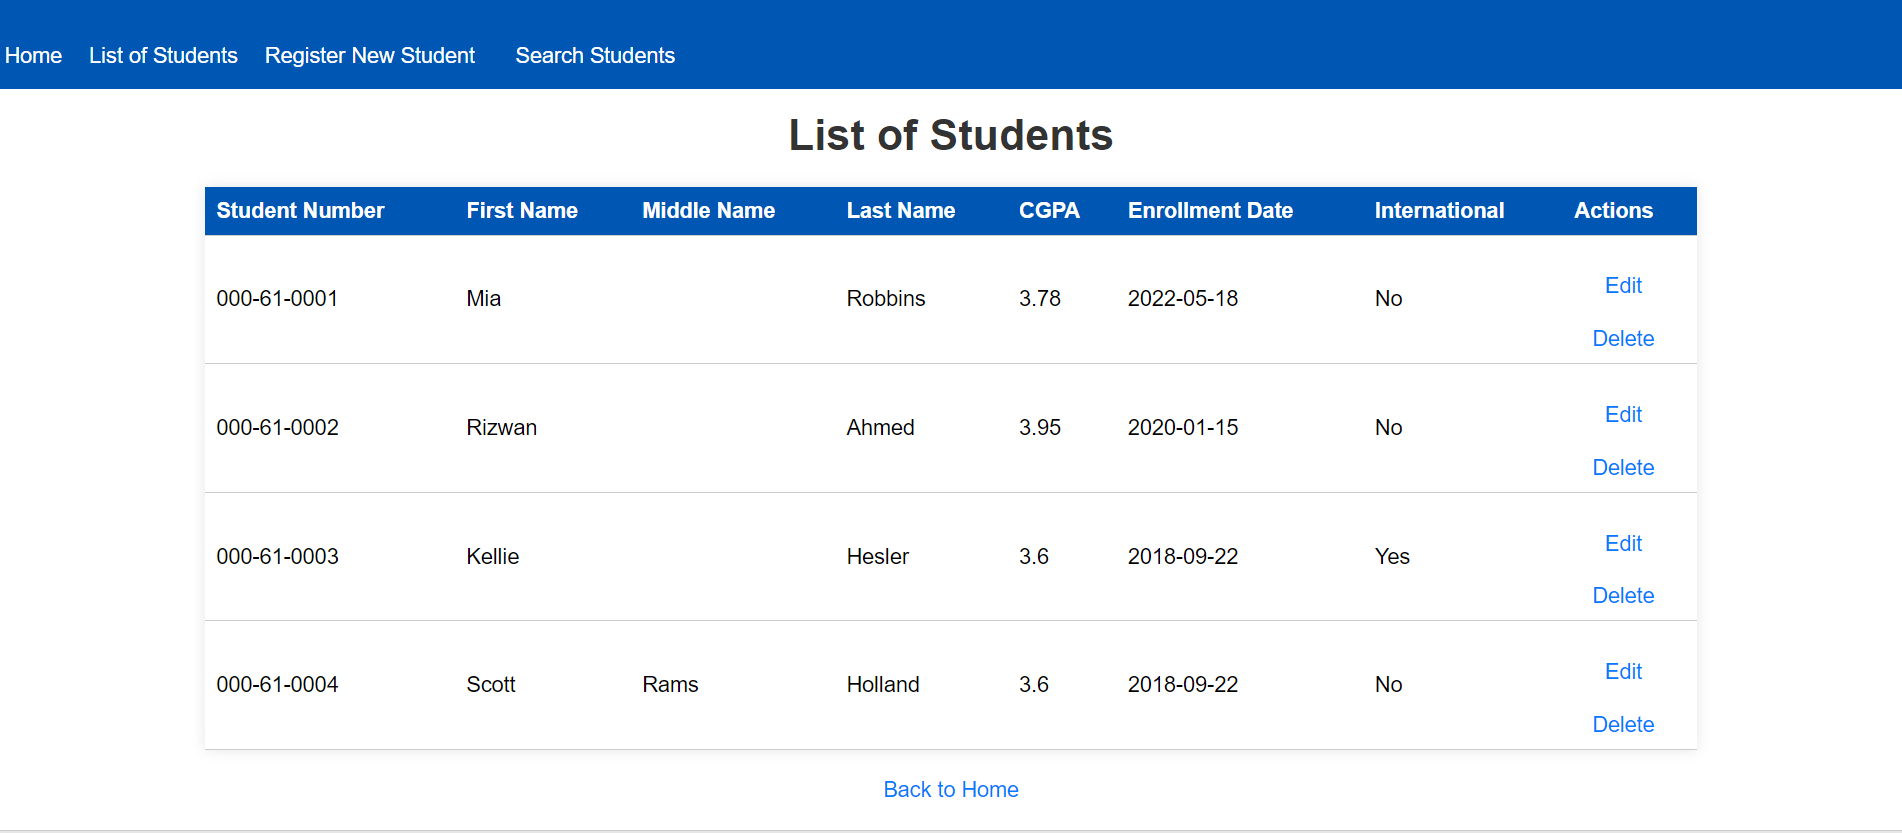 Home List of Students Register New Student Search Students
List of Students
Student Number First Name Middle Name Last Name CGPA Enrollment Date International Actions
000-61-0001 Mia Robbins 3.78 2022-05-18 No Edit
Delete
000-61-0002 Rizwan Ahmed 3.95 2020-01-15 No Edit
Delete
000-61-0003 Kellie Hesler 3.6 2018-09-22 Yes Edit
Delete
000-61-0004 Scott Rams Holland 3.6 2018-09-22 No Edit
Delete
Back to Home